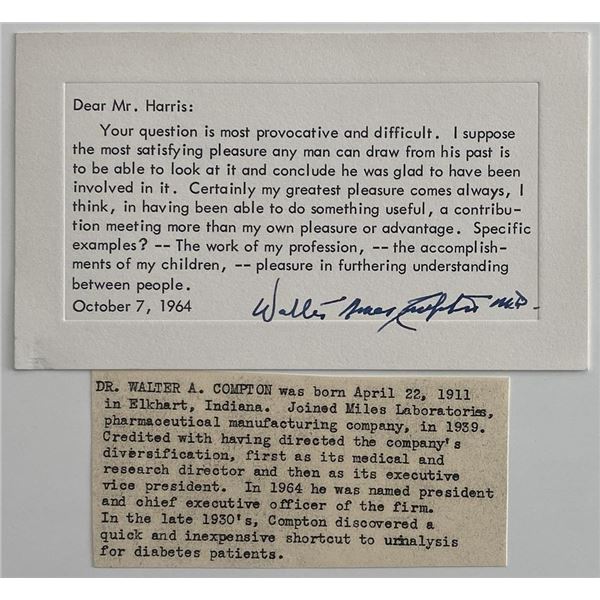 Dear Mr. Harris:
Your question is most provocative and difficult. I suppose
the most satisfying pleasure any man can draw from his past is
to be able to look at it and conclude he was glad to have been
involved in it. Certainly my greatest pleasure comes always, I
think, in having been able to do something useful, a contribu-
tion meeting more than my own pleasure or advantage. Specific
examples? -- The work of my profession, -- the accomplish-
ments of my children, -- pleasure in furthering understanding
between people.
October 7, 1964 Walter Ames Compton MD.
DR. WALTER A. COMPTON was born April 22, 1911
in Elkhart, Indiana. Joined Miles Laboratories,
pharmaceutical manufacturing company, in 1939.
Credited with having directed the company's
diversification, first as its medical and
research director and then as its executive
vice president. In 1964 he was named president
and chief executive officer of the firm.
In the late 1930's, Compton discovered a
quick and inexpensive shortcut to urinalysis
for diabetes patients.